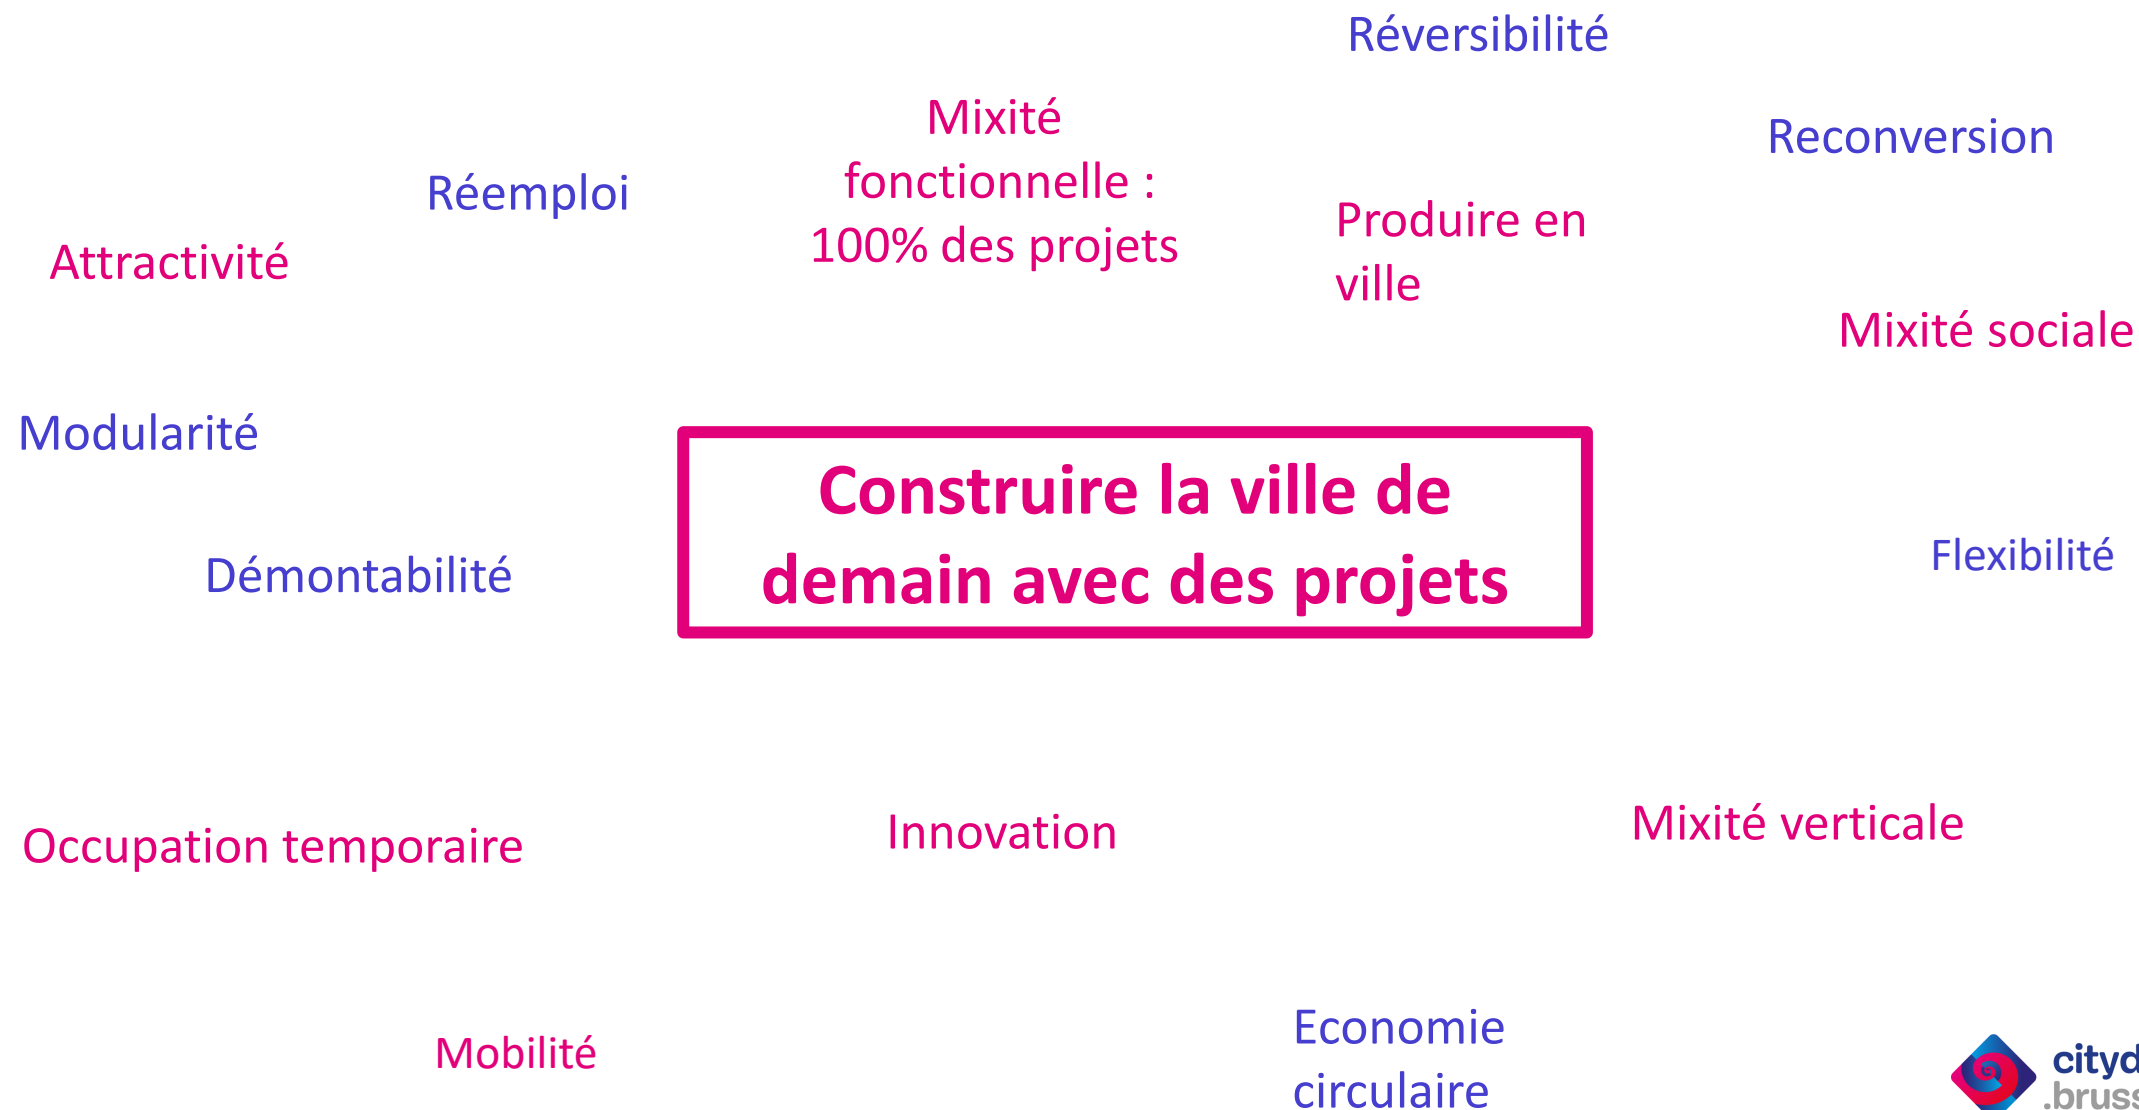 Réversibilité
Mixité
fonctionnelle :
100% des projets
Reconversion
Réemploi
Produire en
ville
Attractivité
Mixité sociale
Modularité
Construire la ville de
demain avec des projets
Démontabilité
Flexibilité
Occupation temporaire
Innovation
Mixité verticale
Mobilité
Economie
circulaire